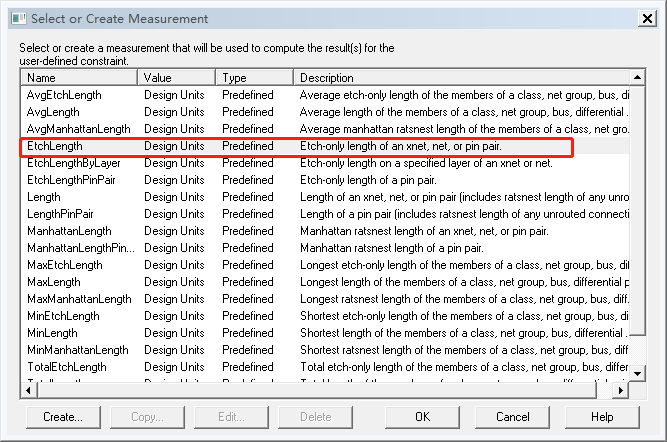 Select or Create Measurement
Select or create a measurement that will be used to compute the result(s) for the
user-defined constraint.
Name Value Type Description
AvgEtchLength Design Units Predefined Average etch-only length of the members of a class, net group, bus, di
AvgLength Design Units Predefined Average length of the members of a class, net group, bus, differential .
AvgManhattanLength Design Units Predefined Average manhattan ratsnest length of the members of a class, net gro..
EtchLength Design Units Predefined Etch-only length of an xnet, net, or pin pair.
EtchLengthByLayer Design Units Predefined Etch-only length on a specified layer of an xnet or net.
EtchLengthPinPair Design Units Predefined Etch-only length of a pin pair.
Length Design Units Predefined Length of an xnet, net, or pin pair (includes ratsnest length of any unro
LengthPinPair Design Units Predefined Length of a pin pair (includes ratsnest length of any unrouted connecti
ManhattanLength Design Units Predefined Manhattan ratsnest length of an xnet, net, or pin pair.
ManhattanLengthPin... Design Units Predefined Manhattan ratsnest length of a pin pair.
MaxEtchLength Design Units Predefined Longest etch-only length of the members of a class, net group, bus, dif
MaxLength Design Units Predefined Longest length of the members of a class, net group, bus, differential p
MaxManhattanLength Design Units Predefined Longest ratsnest length of the members of a class, net group, bus, diff.
MinEtchLength Design Units Predefined Shortest etch-only length of the members of a class, net group, bus, di
MinLength Design Units Predefined Shortest length of the members of a class, net group, bus, differential .
MinManhattanLength Design Units Predefined Shortest ratsnest length of the members of a class, net group, bus, dif
TotalEtchLength Design Units Predefined Total etch-only length of the members of a class, net group, bus, differ
Create... Copy... Edit... Delete OK Cancel Help